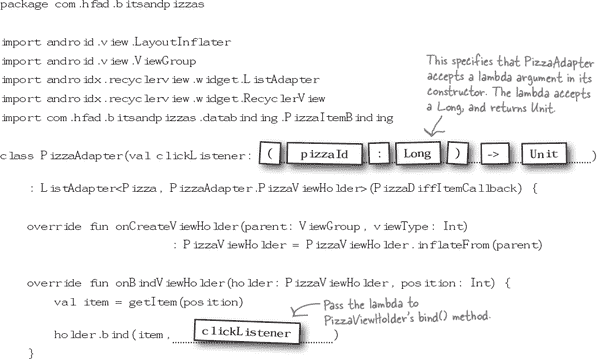 package com.hfad.bitsandpizzas
import android.view.LayoutInflater
import android.view.ViewGroup
import androidx.recyclerview.widget.ListAdapter
import androidx.recyclerview.widget.RecyclerView
import com.hfad.bitsandpizzas.databinding.PizzaItemBinding
This specifies that PizzaAdapter
accepts a lambda argument in its
constructor. The lambda accepts
a Long, and returns Unit.
class PizzaAdapter(val clickListener: ( pizzaId : Long ) -> Unit )
: ListAdapter<Pizza, PizzaAdapter.PizzaViewHolder>(PizzaDiffItemCallback) {
override fun onCreateViewHolder(parent: ViewGroup, viewType: Int)
: PizzaViewHolder = PizzaViewHolder.inflateFrom(parent)
override fun onBindViewHolder(holder: PizzaViewHolder, position: Int) {
val item = getItem(position)
Pass the lambda to
PizzaViewHolder's bind() method.
holder.bind(item, clickListener )
}